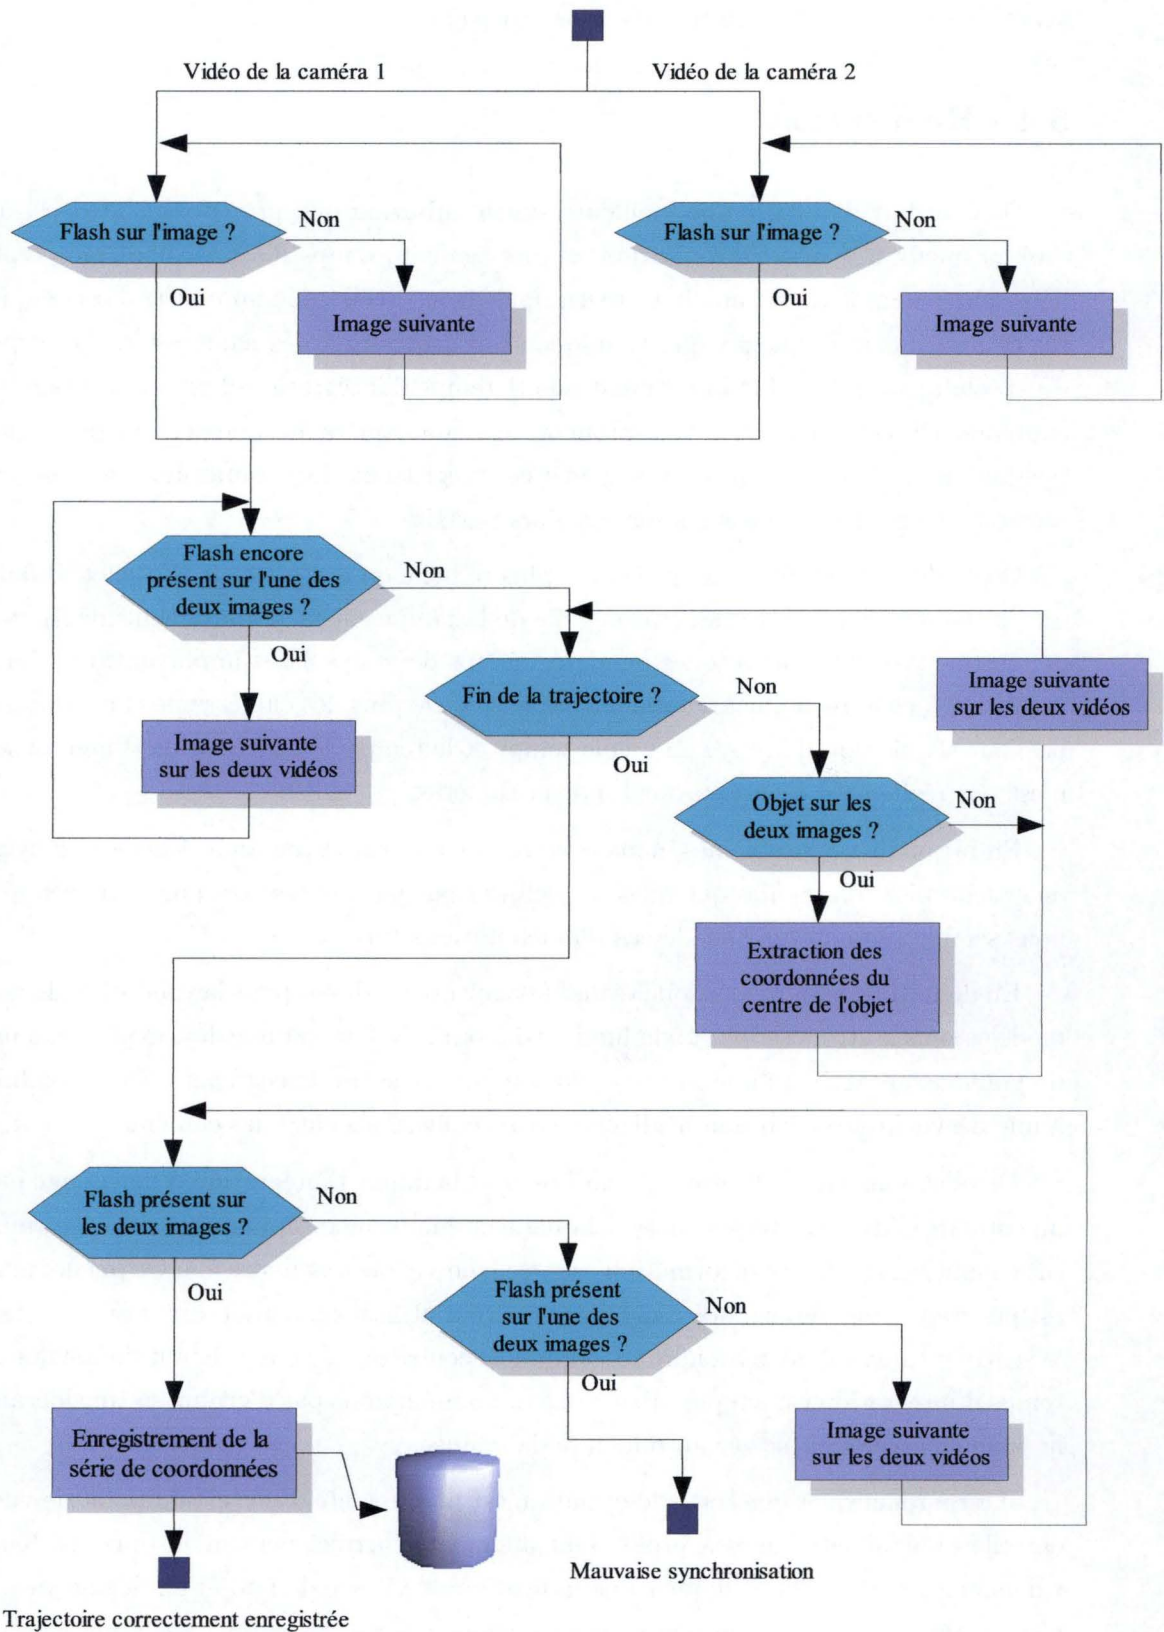 Vidéo de la caméra 1
Vidéo de la caméra 2
Flash sur l'image ?
Non
Oui
Image suivante
Flash sur l'image ?
Non
Oui
Image suivante
Flash encore
présent sur l'une des
deux images ?
Non
Oui
Image suivante
sur les deux vidéos
Fin de la trajectoire ?
Non
Oui
Image suivante
sur les deux vidéos
Objet sur les
deux images ?
Non
Oui
Extraction des
coordonnées du
centre de l'objet
Flash présent sur
les deux images ?
Non
Oui
Flash présent
sur l'une des
deux images ?
Non
Oui
Enregistrement de la
série de coordonnées
Image suivante
sur les deux vidéos
Mauvaise synchronisation
Trajectoire correctement enregistrée